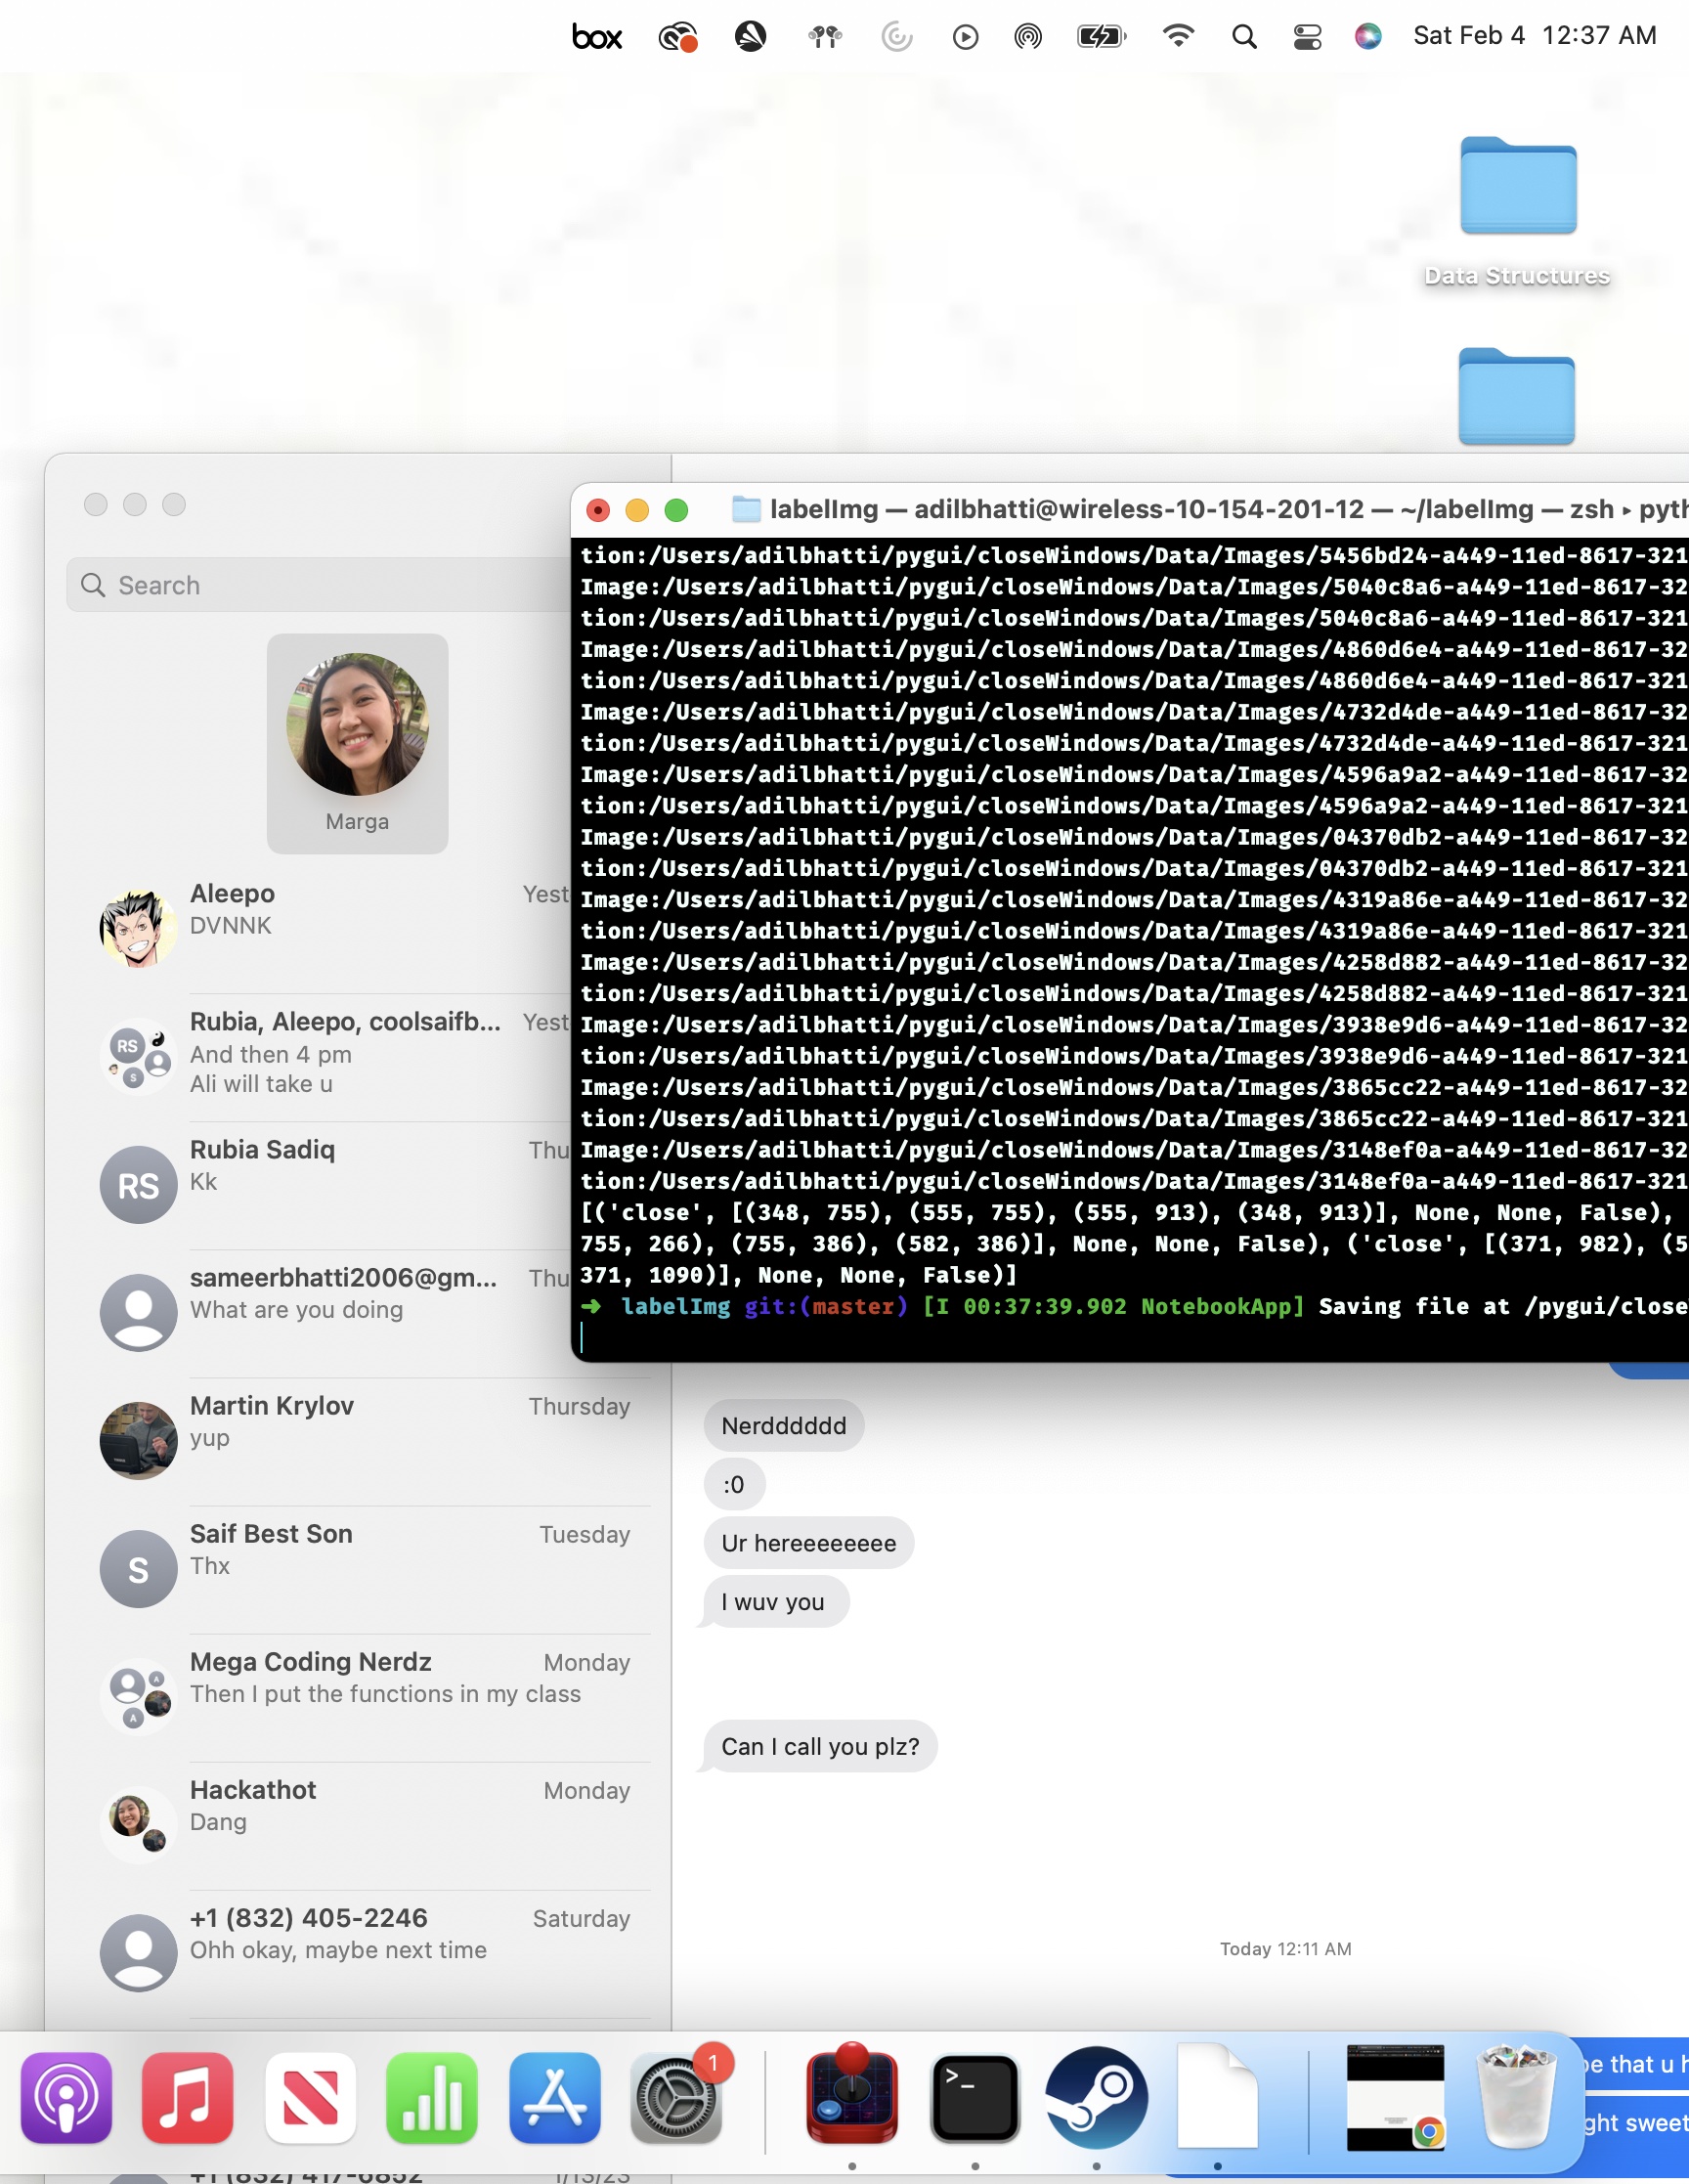 box
Sat Feb 4 12:37 AM
Data Structures
labelImg — adilbhatti@wireless-10-154-201-12 — ~/labelImg — zsh ▸
tion:/Users/adilbhatti/pygui/closeWindows/Data/Images/5456bd24-a449-11ed-8617-321
Image:/Users/adilbhatti/pygui/closeWindows/Data/Images/5040c8a6-a449-11ed-8617-32
tion:/Users/adilbhatti/pygui/closeWindows/Data/Images/5040c8a6-a449-11ed-8617-321
Image:/Users/adilbhatti/pygui/closeWindows/Data/Images/4860d6e4-a449-11ed-8617-32
tion:/Users/adilbhatti/pygui/closeWindows/Data/Images/4860d6e4-a449-11ed-8617-321
Image:/Users/adilbhatti/pygui/closeWindows/Data/Images/4732d4de-a449-11ed-8617-32
tion:/Users/adilbhatti/pygui/closeWindows/Data/Images/4732d4de-a449-11ed-8617-321
Image:/Users/adilbhatti/pygui/closeWindows/Data/Images/4596a9a2-a449-11ed-8617-32
tion:/Users/adilbhatti/pygui/closeWindows/Data/Images/4596a9a2-a449-11ed-8617-321
Image:/Users/adilbhatti/pygui/closeWindows/Data/Images/04370db2-a449-11ed-8617-32
tion:/Users/adilbhatti/pygui/closeWindows/Data/Images/04370db2-a449-11ed-8617-321
Image:/Users/adilbhatti/pygui/closeWindows/Data/Images/4319a86e-a449-11ed-8617-32
tion:/Users/adilbhatti/pygui/closeWindows/Data/Images/4319a86e-a449-11ed-8617-321
Image:/Users/adilbhatti/pygui/closeWindows/Data/Images/4258d882-a449-11ed-8617-32
tion:/Users/adilbhatti/pygui/closeWindows/Data/Images/4258d882-a449-11ed-8617-321
Image:/Users/adilbhatti/pygui/closeWindows/Data/Images/3938e9d6-a449-11ed-8617-32
tion:/Users/adilbhatti/pygui/closeWindows/Data/Images/3938e9d6-a449-11ed-8617-321
Image:/Users/adilbhatti/pygui/closeWindows/Data/Images/3865cc22-a449-11ed-8617-32
tion:/Users/adilbhatti/pygui/closeWindows/Data/Images/3865cc22-a449-11ed-8617-321
Image:/Users/adilbhatti/pygui/closeWindows/Data/Images/3148ef0a-a449-11ed-8617-32
tion:/Users/adilbhatti/pygui/closeWindows/Data/Images/3148ef0a-a449-11ed-8617-321
[('close', [(348, 755), (555, 755), (555, 913), (348, 913)], None, None, False),
755, 266), (755, 386), (582, 386)], None, None, False), ('close', [(371, 982), (5
371, 1090)], None, None, False)]
➜ labelImg git:(master) [I 00:37:39.902 NotebookApp] Saving file at /pygui/close
Search
Marga
Aleepo Yest
DVNNK
Rubia, Aleepo, coolsaifb... Yest
And then 4 pm
Ali will take u
RS
S
Rubia Sadiq Thu
Kk
RS
sameerbhatti2006@gm... Thu
What are you doing
Martin Krylov Thursday
yup
Saif Best Son Tuesday
Thx
S
Mega Coding Nerdz Monday
Then I put the functions in my class
A
A
Hackathot Monday
Dang
+1 (832) 405-2246 Saturday
Ohh okay, maybe next time
+1 (832) 417-6852 1/13/23
Nerdddddd
:0
Ur hereeeeeeee
I wuv you
Can I call you plz?
Today 12:11 AM
be that u h
ght sweet
1
>_